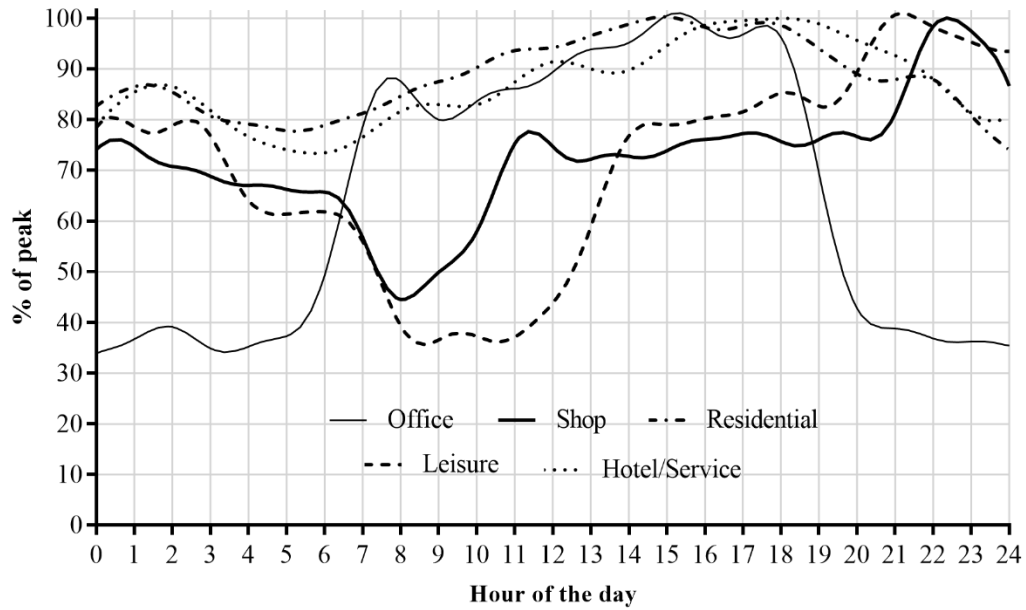 100
90
80
70
60
50
40
30
20
10
0
% of peak
Office Shop Residential
Leisure Hotel/Service
0 1 2 3 4 5 6 7 8 9 10 11 12 13 14 15 16 17 18 19 20 21 22 23 24
Hour of the day